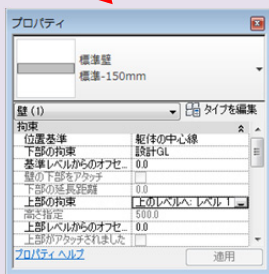 プロパティ
標準壁
標準-150mm
壁 (1)
タイプを編集
拘束
位置基準 躯体の中心線
下部の拘束 設計GL
基準レベルからのオフセ... 0.0
壁の下部をアタッチ
下部の延長距離 0.0
上部の拘束 上のレベルへ: レベル 1
高さ指定 500.0
上部レベルからのオフセ... 0.0
上部がアタッチされました
プロパティ ヘルプ
適用